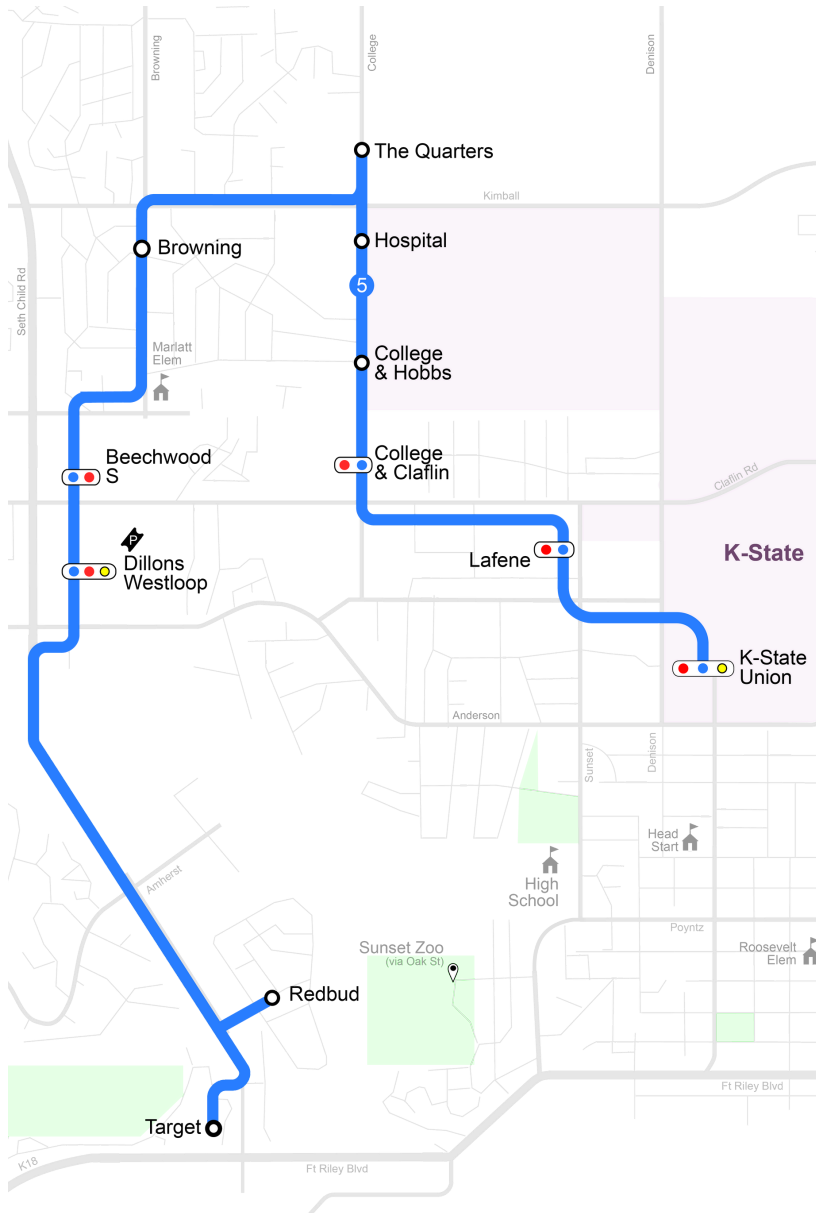 Browning
College
Denison
The Quarters
Kimball
Browning
Hospital
Seth Child Rd
5
Marlatt
Elem
College
& Hobbs
Beechwood
S
College
& Claflin
Claflin Rd
P
Dillons
Westloop
Lafene
K-State
K-State
Union
Anderson
Sunset
Denison
Head
Start
Amherst
High
School
Poyntz
Sunset Zoo
(via Oak St)
Roosevelt
Elem
Redbud
Ft Riley Blvd
Target
K18
Ft Riley Blvd